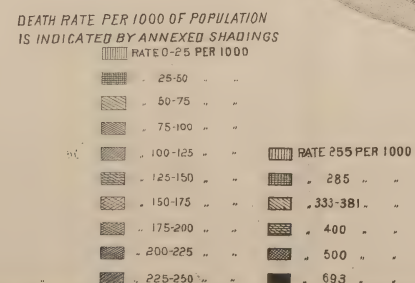 DEATH RATE PER 1000 OF POPULATION
IS INDICATED BY ANNEXED SHADINGS
RATE 0-25 PER 1000
25-50 " "
50-75 " "
75-100 " "
100-125 " "
125-150 " "
150-175 " "
175-200 " "
200-225 " "
225-250 " "
RATE 255 PER 1000
" 285 " "
" 333-381 " "
" 400 " "
" 500 " "
" 693 " "